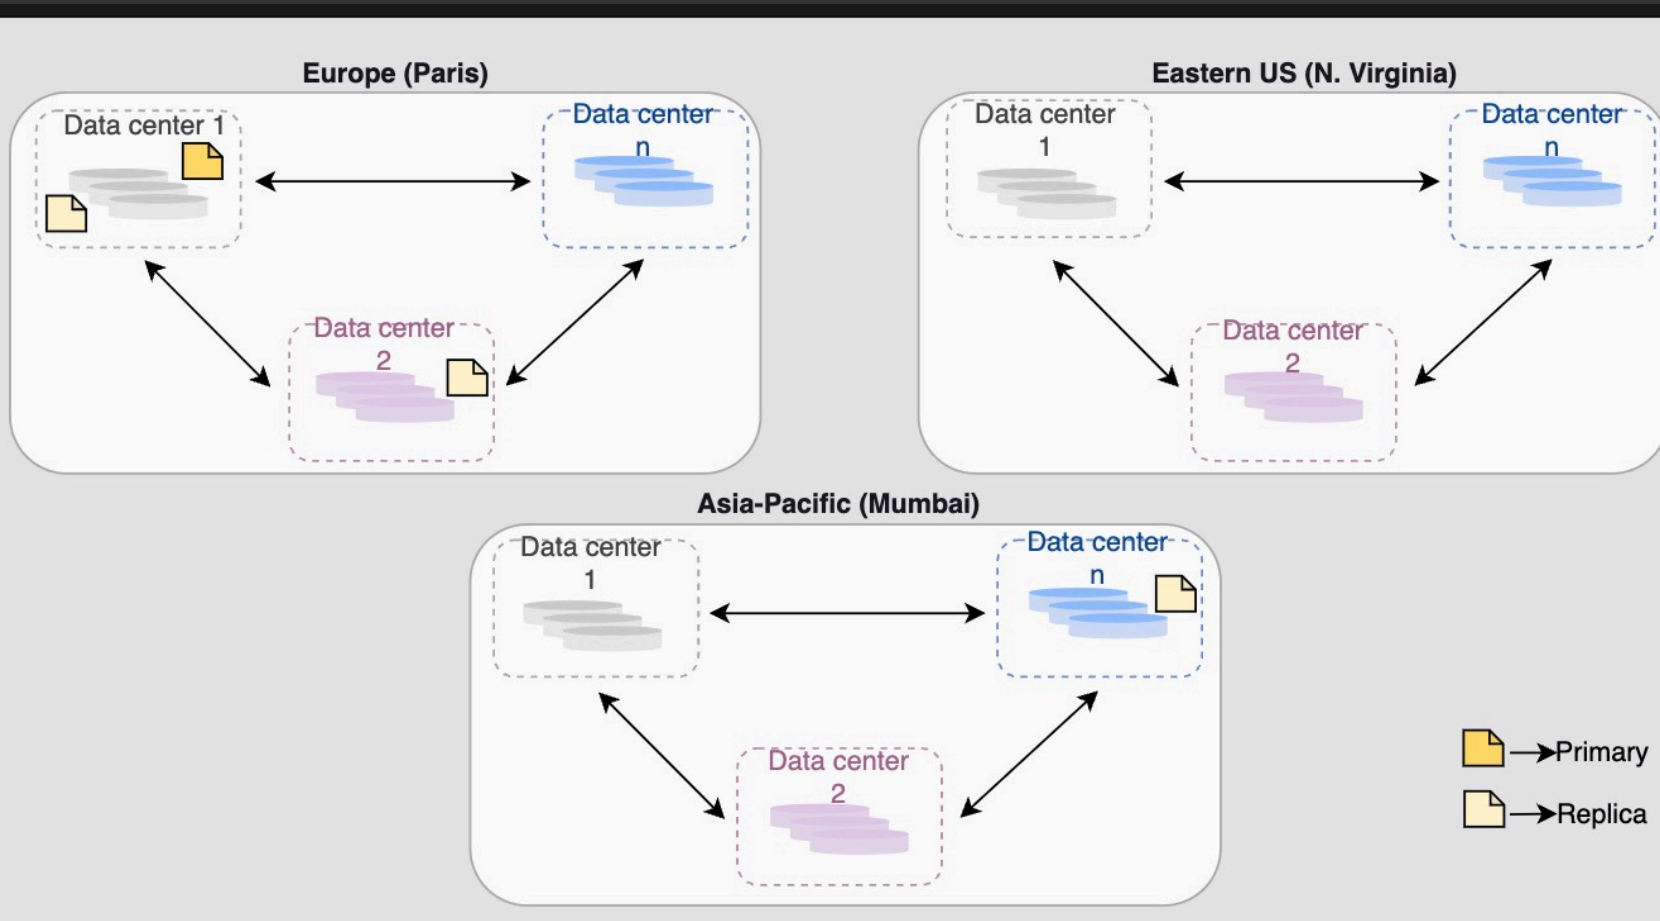 Europe (Paris)
Data center 1
Data center
n
Data center
2
Eastern US (N. Virginia)
Data center
1
Data center
n
Data center
2
Asia-Pacific (Mumbai)
Data center
1
Data center
n
Data center
2
Primary
Replica